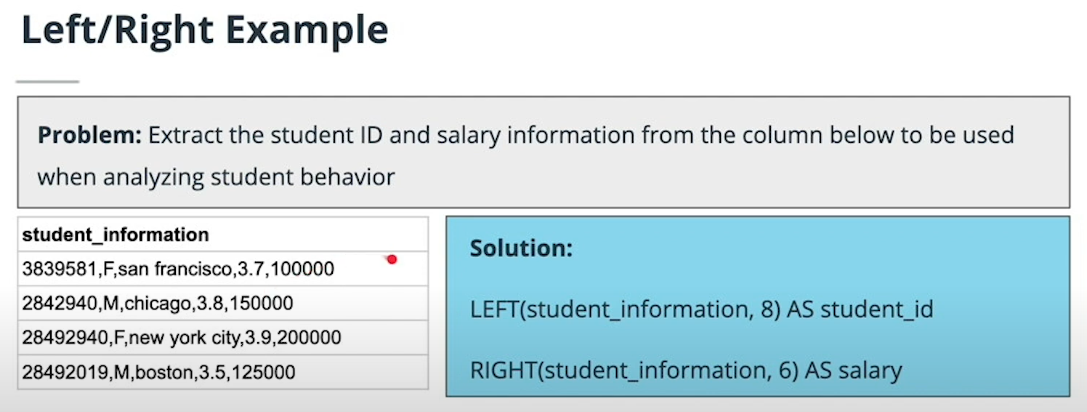 Left/Right Example
Problem: Extract the student ID and salary information from the column below to be used
when analyzing student behavior
student_information
3839581,F,san francisco,3.7,100000
2842940,M,chicago,3.8,150000
28492940,F,new york city,3.9,200000
28492019,M,boston,3.5,125000
Solution:
LEFT(student_information, 8) AS student_id
RIGHT(student_information, 6) AS salary